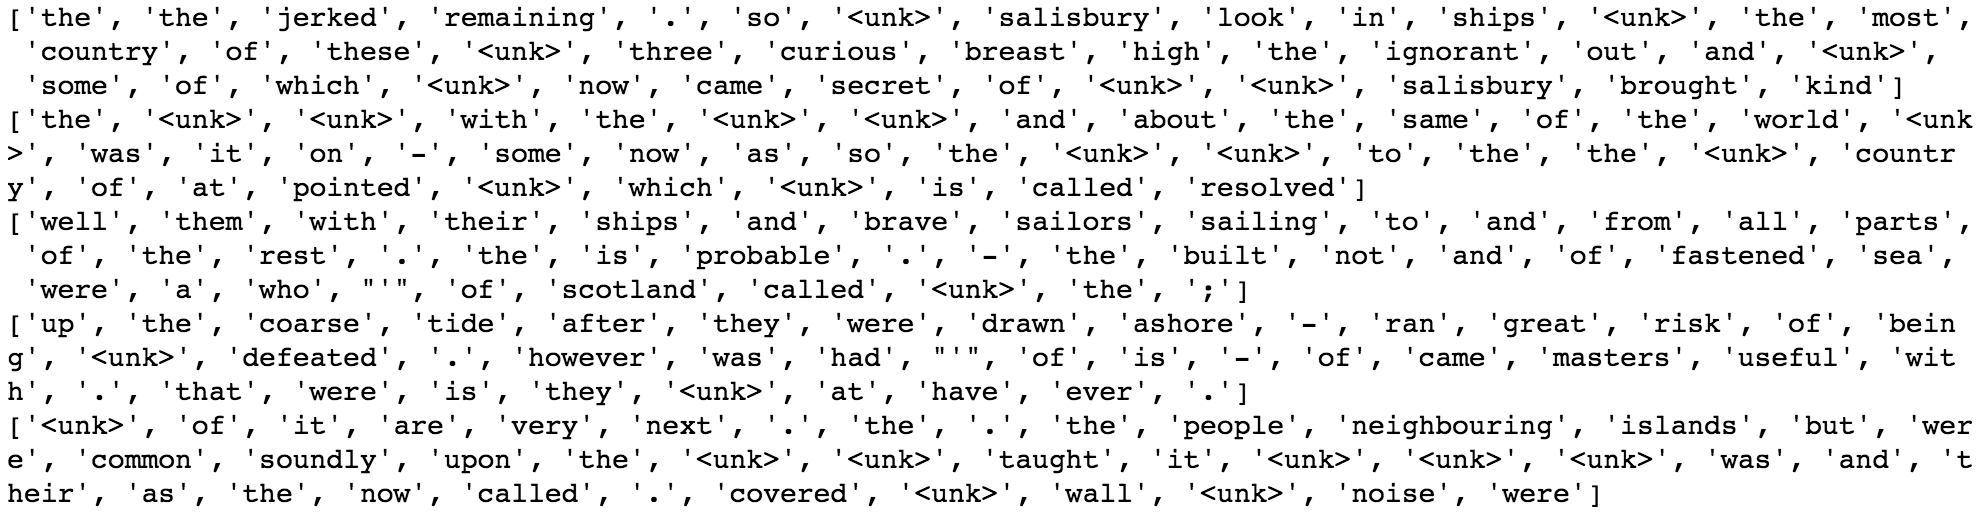 ['the', 'the', 'jerked', 'remaining', '.', 'so', '<unk>', 'salisbury', 'look', 'in', 'ships', '<unk>', 'the', 'most',
'country', 'of', 'these', '<unk>', 'three', 'curious', 'breast', 'high', 'the', 'ignorant', 'out', 'and', '<unk>',
'some', 'of', 'which', '<unk>', 'now', 'came', 'secret', 'of', '<unk>', '<unk>', 'salisbury', 'brought', 'kind']
['the', '<unk>', '<unk>', 'with', 'the', '<unk>', '<unk>', 'and', 'about', 'the', 'same', 'of', 'the', 'world', '<unk
>', 'was', 'it', 'on', '-', 'some', 'now', 'as', 'so', 'the', '<unk>', '<unk>', 'to', 'the', 'the', '<unk>', 'countr
y', 'of', 'at', 'pointed', '<unk>', 'which', '<unk>', 'is', 'called', 'resolved']
['well', 'them', 'with', 'their', 'ships', 'and', 'brave', 'sailors', 'sailing', 'to', 'and', 'from', 'all', 'parts',
'of', 'the', 'rest', '.', 'the', 'is', 'probable', '.', '-', 'the', 'built', 'not', 'and', 'of', 'fastened', 'sea',
'were', 'a', 'who', "'", 'of', 'scotland', 'called', '<unk>', 'the', ';']
['up', 'the', 'coarse', 'tide', 'after', 'they', 'were', 'drawn', 'ashore', '-', 'ran', 'great', 'risk', 'of', 'bein
g', '<unk>', 'defeated', '.', 'however', 'was', 'had', "'", 'of', 'is', '-', 'of', 'came', 'masters', 'useful', 'wit
h', '.', 'that', 'were', 'is', 'they', '<unk>', 'at', 'have', 'ever', '.']
['<unk>', 'of', 'it', 'are', 'very', 'next', '.', 'the', '.', 'the', 'people', 'neighbouring', 'islands', 'but', 'wer
e', 'common', 'soundly', 'upon', 'the', '<unk>', '<unk>', 'taught', 'it', '<unk>', '<unk>', '<unk>', 'was', 'and', 't
heir', 'as', 'the', 'now', 'called', '.', 'covered', '<unk>', 'wall', '<unk>', 'noise', 'were']